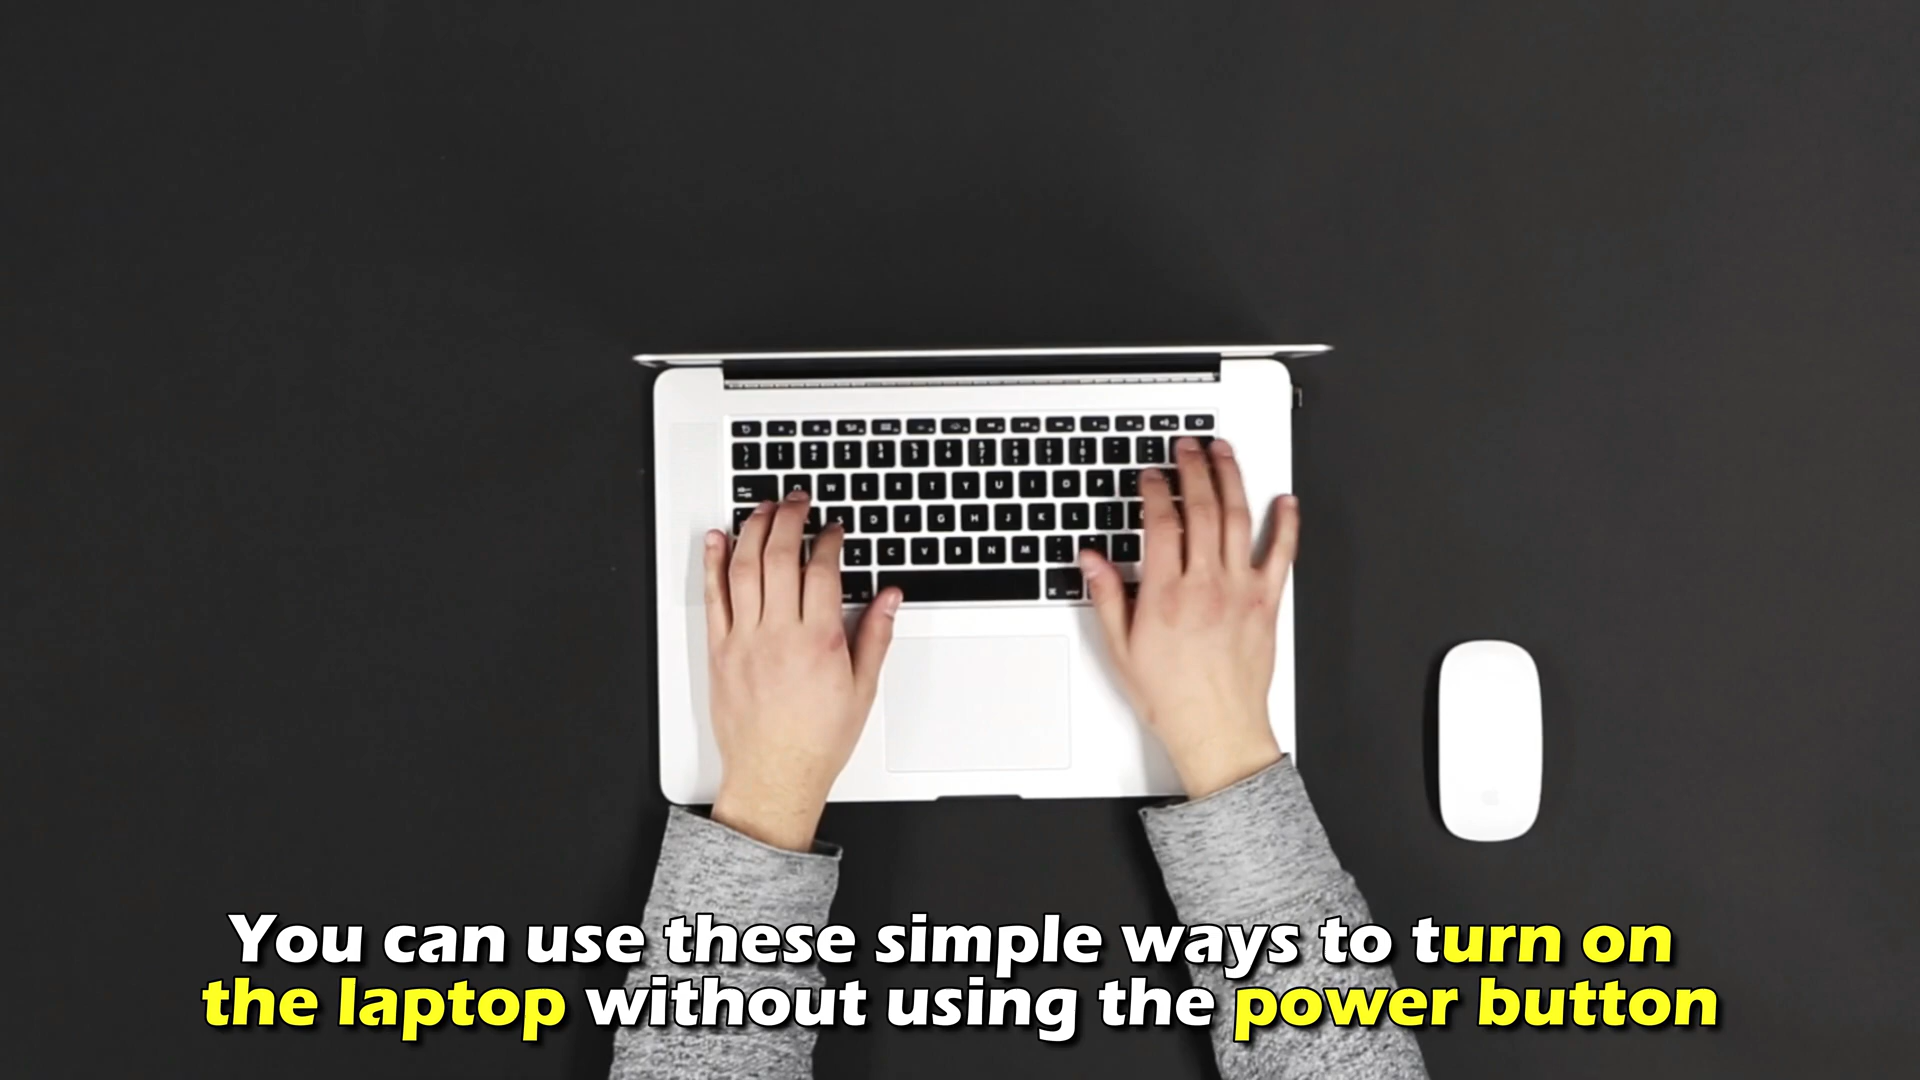 You can use these simple ways to turn on
the laptop without using the power button